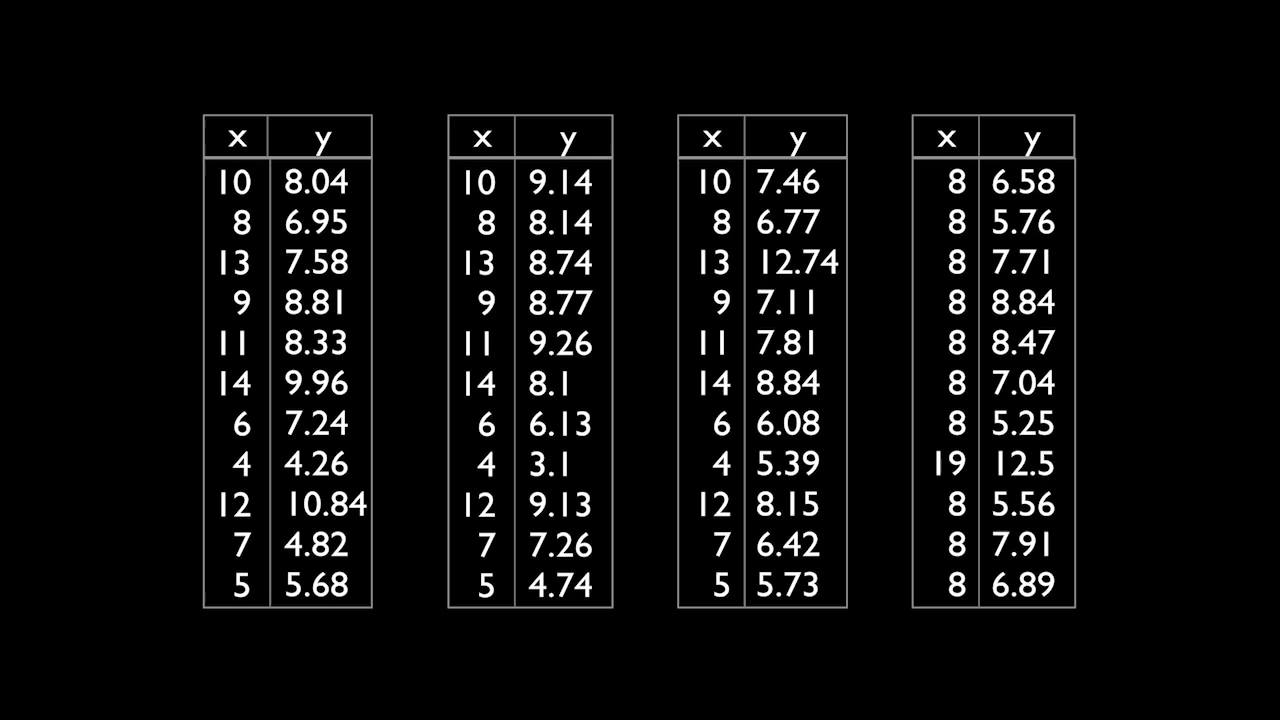 x y x y x y x y
10 8.04 10 9.14 10 7.46 8 6.58
8 6.95 8 8.14 8 6.77 8 5.76
13 7.58 13 8.74 13 12.74 8 7.71
9 8.81 9 8.77 9 7.11 8 8.84
11 8.33 11 9.26 11 7.81 8 8.47
14 9.96 14 8.1 14 8.84 8 7.04
6 7.24 6 6.13 6 6.08 8 5.25
4 4.26 4 3.1 4 5.39 19 12.5
12 10.84 12 9.13 12 8.15 8 5.56
7 4.82 7 7.26 7 6.42 8 7.91
5 5.68 5 4.74 5 5.73 8 6.89